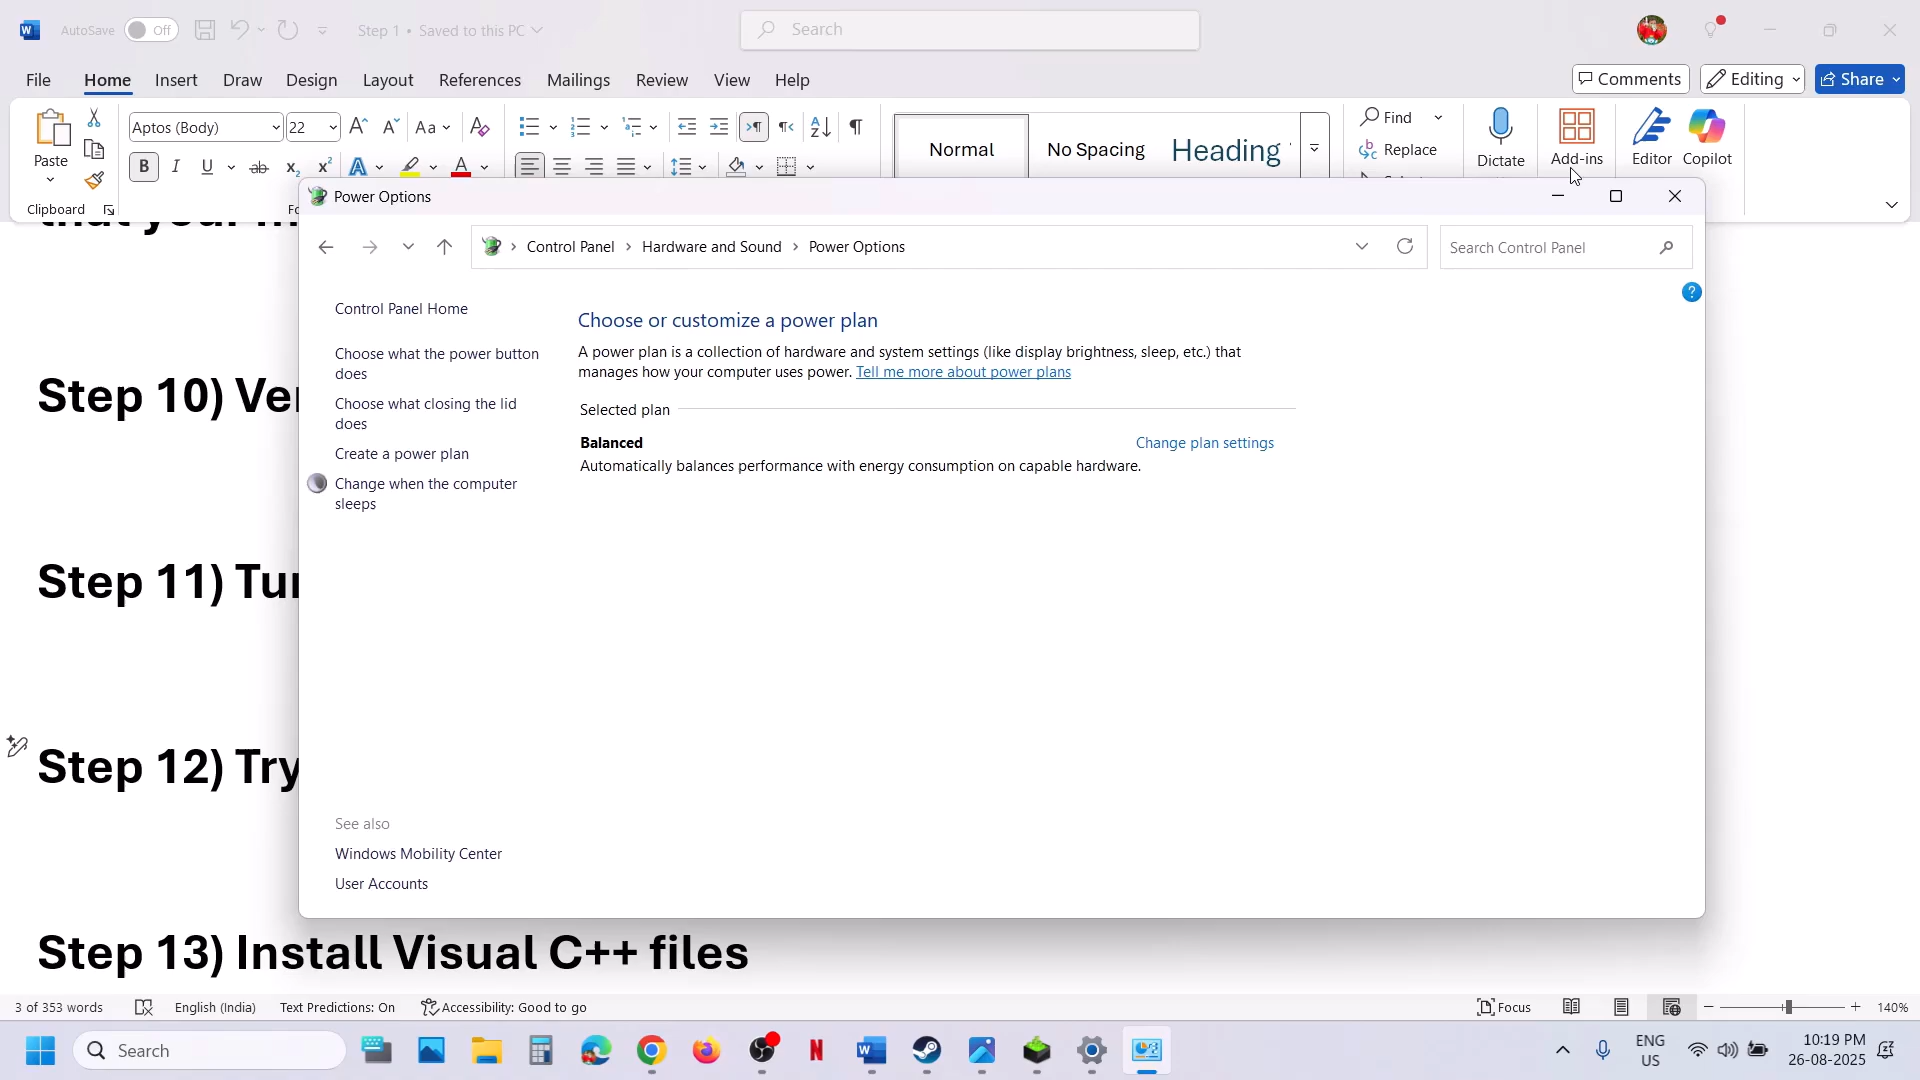 AutoSave Off Step 1 • Saved to this PC Search
File Home Insert Draw Design Layout References Mailings Review View Help Comments Editing Share
Paste
Clipboard
Aptos (Body) 22
Normal No Spacing Heading
Find
Replace
Dictate Add-ins Editor Copilot
Power Options
Control Panel › Hardware and Sound › Power Options
Search Control Panel
Control Panel Home
Choose what the power button
does
Choose what closing the lid
does
Create a power plan
Change when the computer
sleeps
Choose or customize a power plan
A power plan is a collection of hardware and system settings (like display brightness, sleep, etc.) that
manages how your computer uses power. Tell me more about power plans
Selected plan
Balanced Change plan settings
Automatically balances performance with energy consumption on capable hardware.
See also
Windows Mobility Center
User Accounts
Step 10)
Step 11)
Step 12) Try
Step 13) Install Visual C++ files
3 of 353 words English (India) Text Predictions: On Accessibility: Good to go Focus 140%
Search ENG
US
10:19 PM
26-08-2025